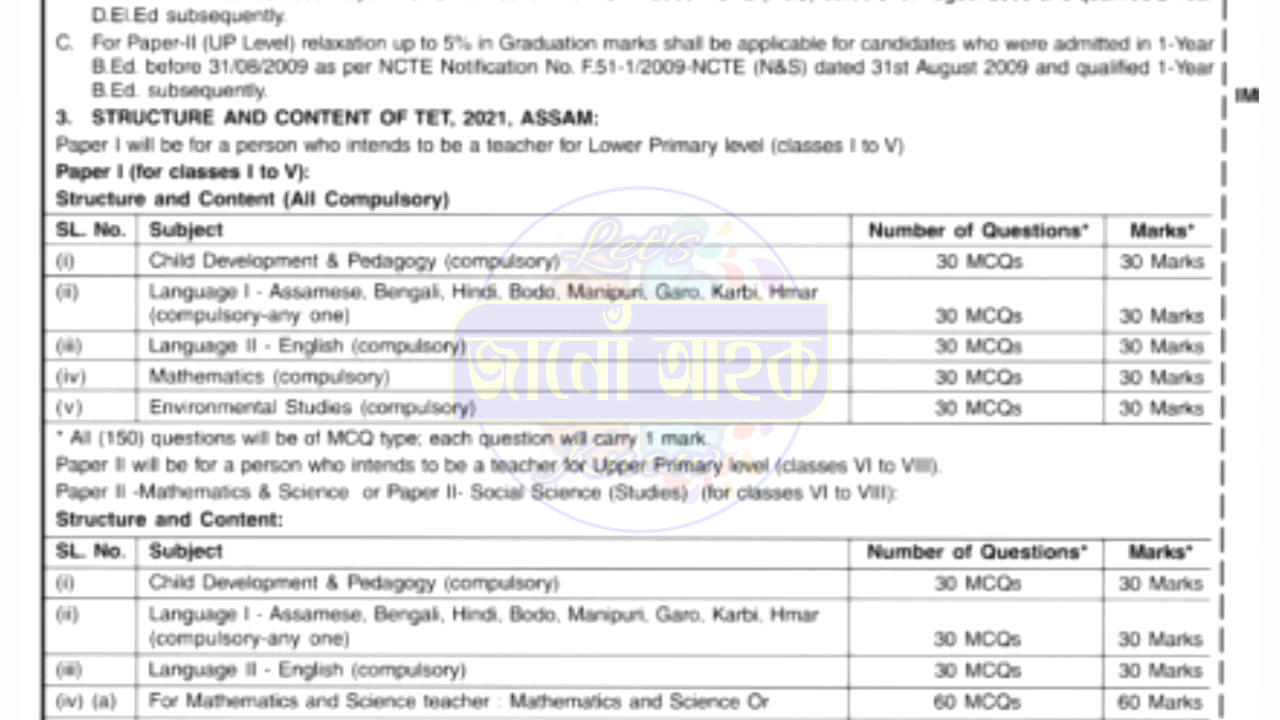 D.El.Ed subsequently.
C. For Paper-II (UP Level) relaxation up to 5% in Graduation marks shall be applicable for candidates who were admitted in 1-Year
B.Ed. before 31/08/2009 as per NCTE Notification No. F.51-1/2009-NCTE (N&S) dated 31st August 2009 and qualified 1-Year
B.Ed. subsequently.
IM
3. STRUCTURE AND CONTENT OF TET, 2021, ASSAM:
Paper I will be for a person who intends to be a teacher for Lower Primary level (classes I to V)
Paper I (for classes I to V):
Structure and Content (All Compulsory)
SL. No. Subject Number of Questions* Marks*
(i) Child Development & Pedagogy (compulsory) 30 MCQs 30 Marks
(ii) Language I - Assamese, Bengali, Hindi, Bodo, Manipuri, Garo, Karbi, Hmar
(compulsory-any one) 30 MCQs 30 Marks
(iii) Language II - English (compulsory) 30 MCQs 30 Marks
(iv) Mathematics (compulsory) 30 MCQs 30 Marks
(v) Environmental Studies (compulsory) 30 MCQs 30 Marks
* All (150) questions will be of MCQ type; each question will carry 1 mark.
Paper II will be for a person who intends to be a teacher for Upper Primary level (classes VI to VIII).
Paper II -Mathematics & Science or Paper II- Social Science (Studies) (for classes VI to VIII):
Structure and Content:
SL. No. Subject Number of Questions* Marks*
(i) Child Development & Pedagogy (compulsory) 30 MCQs 30 Marks
(ii) Language I - Assamese, Bengali, Hindi, Bodo, Manipuri, Garo, Karbi, Hmar
(compulsory-any one) 30 MCQs 30 Marks
(iii) Language II - English (compulsory) 30 MCQs 30 Marks
(iv) (a) For Mathematics and Science teacher : Mathematics and Science Or 60 MCQs 60 Marks
Let's
জানো আহক